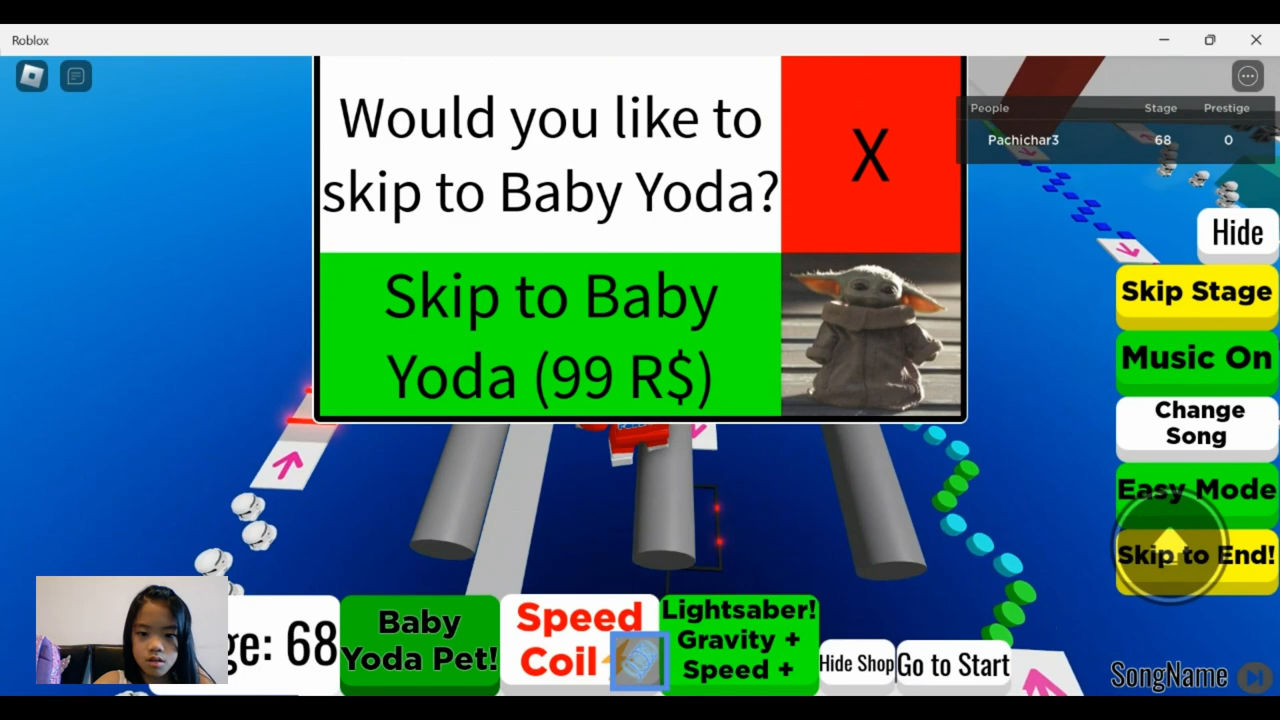 Roblox
Would you like to
skip to Baby Yoda?
X
Skip to Baby
Yoda (99 R$)
People Stage Prestige
Pachichar3 68 0
Hide
Skip Stage
Music On
Change
Song
Easy Mode
Skip to End!
ge: 68
Baby
Yoda Pet!
Speed
Coil
Lightsaber!
Gravity +
Speed +
Hide Shop
Go to Start
SongName